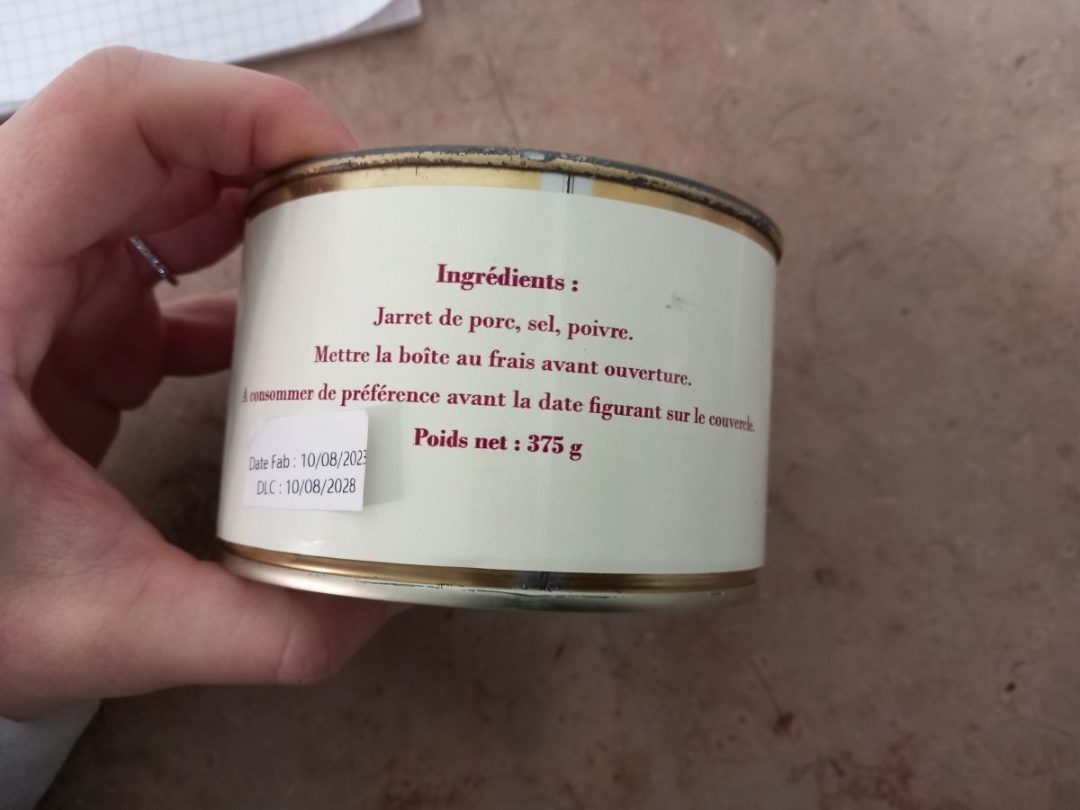 Ingrédients :
Jarret de porc, sel, poivre.
Mettre la boîte au frais avant ouverture.
A consommer de préférence avant la date figurant sur le couvercle.
Poids net : 375 g
Date Fab : 10/08/2023
DLC : 10/08/2028